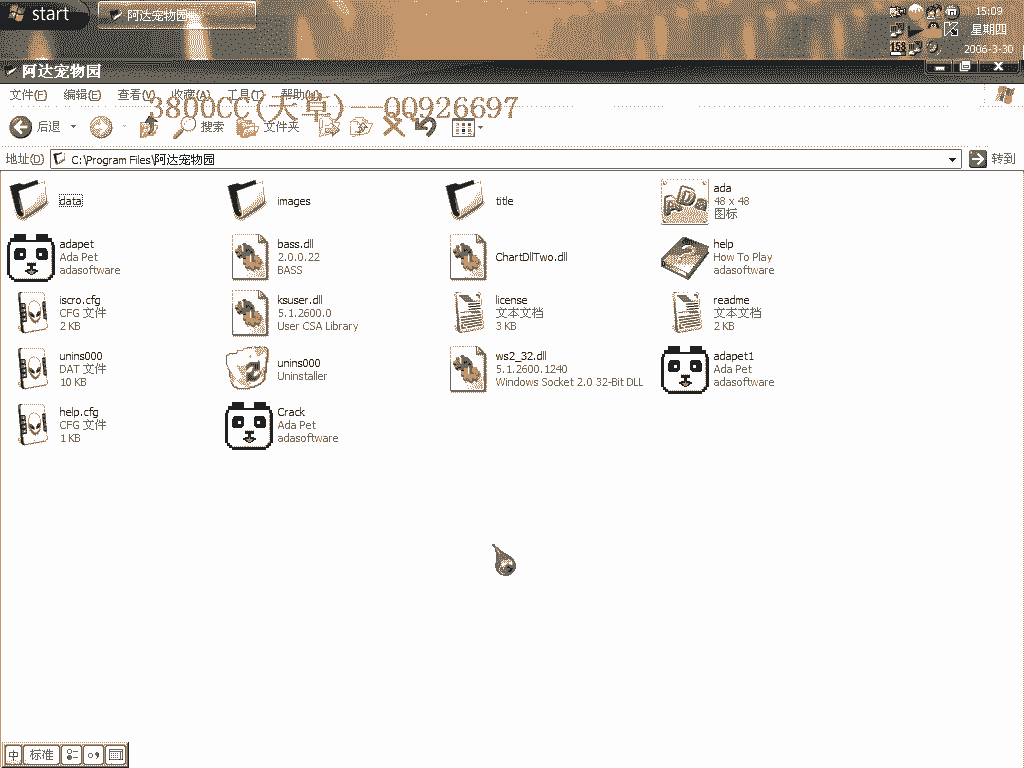 start
阿达宠物园
15:09
星期四
158
2006-3-30
阿达宠物园
文件(F) 编辑(E) 查看(V) 收藏(A) 工具(T) 帮助(H)
3800CC(天草)--QQ926697
后退 搜索 文件夹
地址(D) C:\Program Files\阿达宠物园 转到
data
images
title
ada
48 x 48
图标
adapet
Ada Pet
adasoftware
bass.dll
2.0.0.22
BASS
ChartDllTwo.dll
help
How To Play
adasoftware
iscro.cfg
CFG 文件
2 KB
ksuser.dll
5.1.2600.0
User CSA Library
license
文本文档
3 KB
readme
文本文档
2 KB
unins000
DAT 文件
10 KB
unins000
Uninstaller
ws2_32.dll
5.1.2600.1240
Windows Socket 2.0 32-Bit DLL
adapet1
Ada Pet
adasoftware
help.cfg
CFG 文件
1 KB
Crack
Ada Pet
adasoftware
中 标准